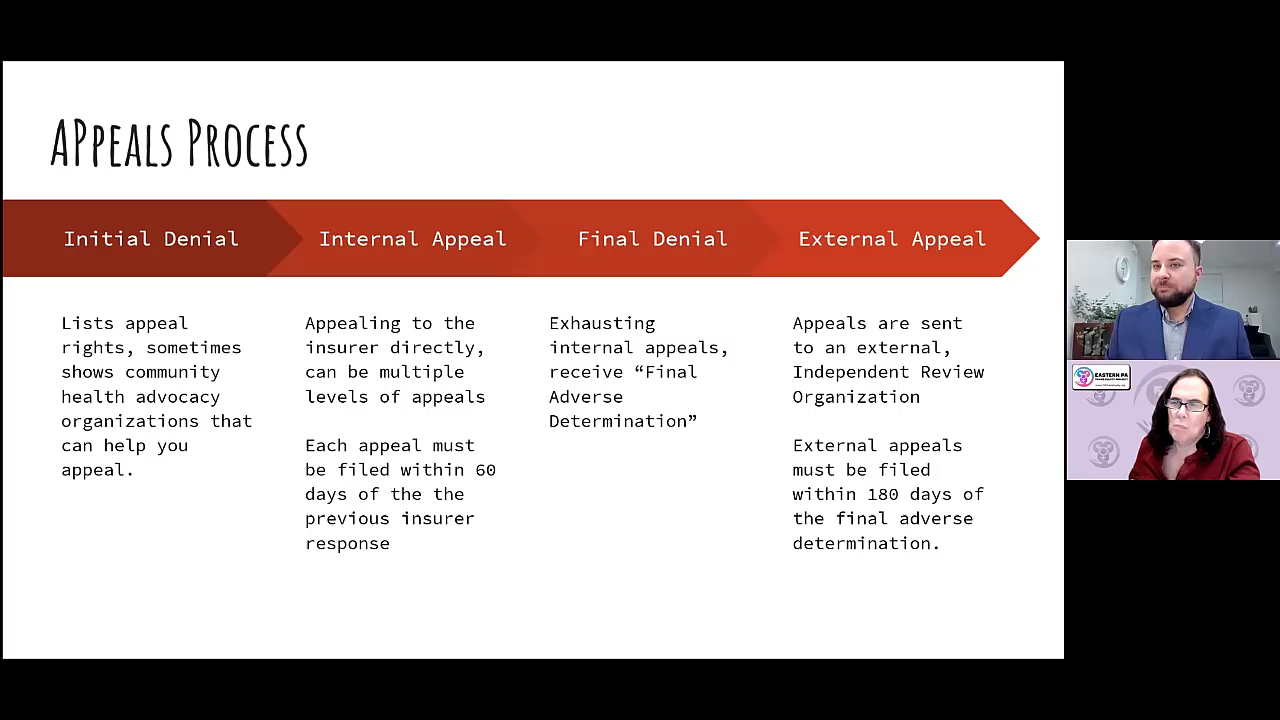 APPEALS PROCESS
Initial Denial
Internal Appeal
Final Denial
External Appeal
Lists appeal
rights, sometimes
shows community
health advocacy
organizations that
can help you
appeal.
Appealing to the
insurer directly,
can be multiple
levels of appeals
Each appeal must
be filed within 60
days of the the
previous insurer
response
Exhausting
internal appeals,
receive “Final
Adverse
Determination”
Appeals are sent
to an external,
Independent Review
Organization
External appeals
must be filed
within 180 days of
the final adverse
determination.
EASTERN PA
TRANS EQUITY PROJECT